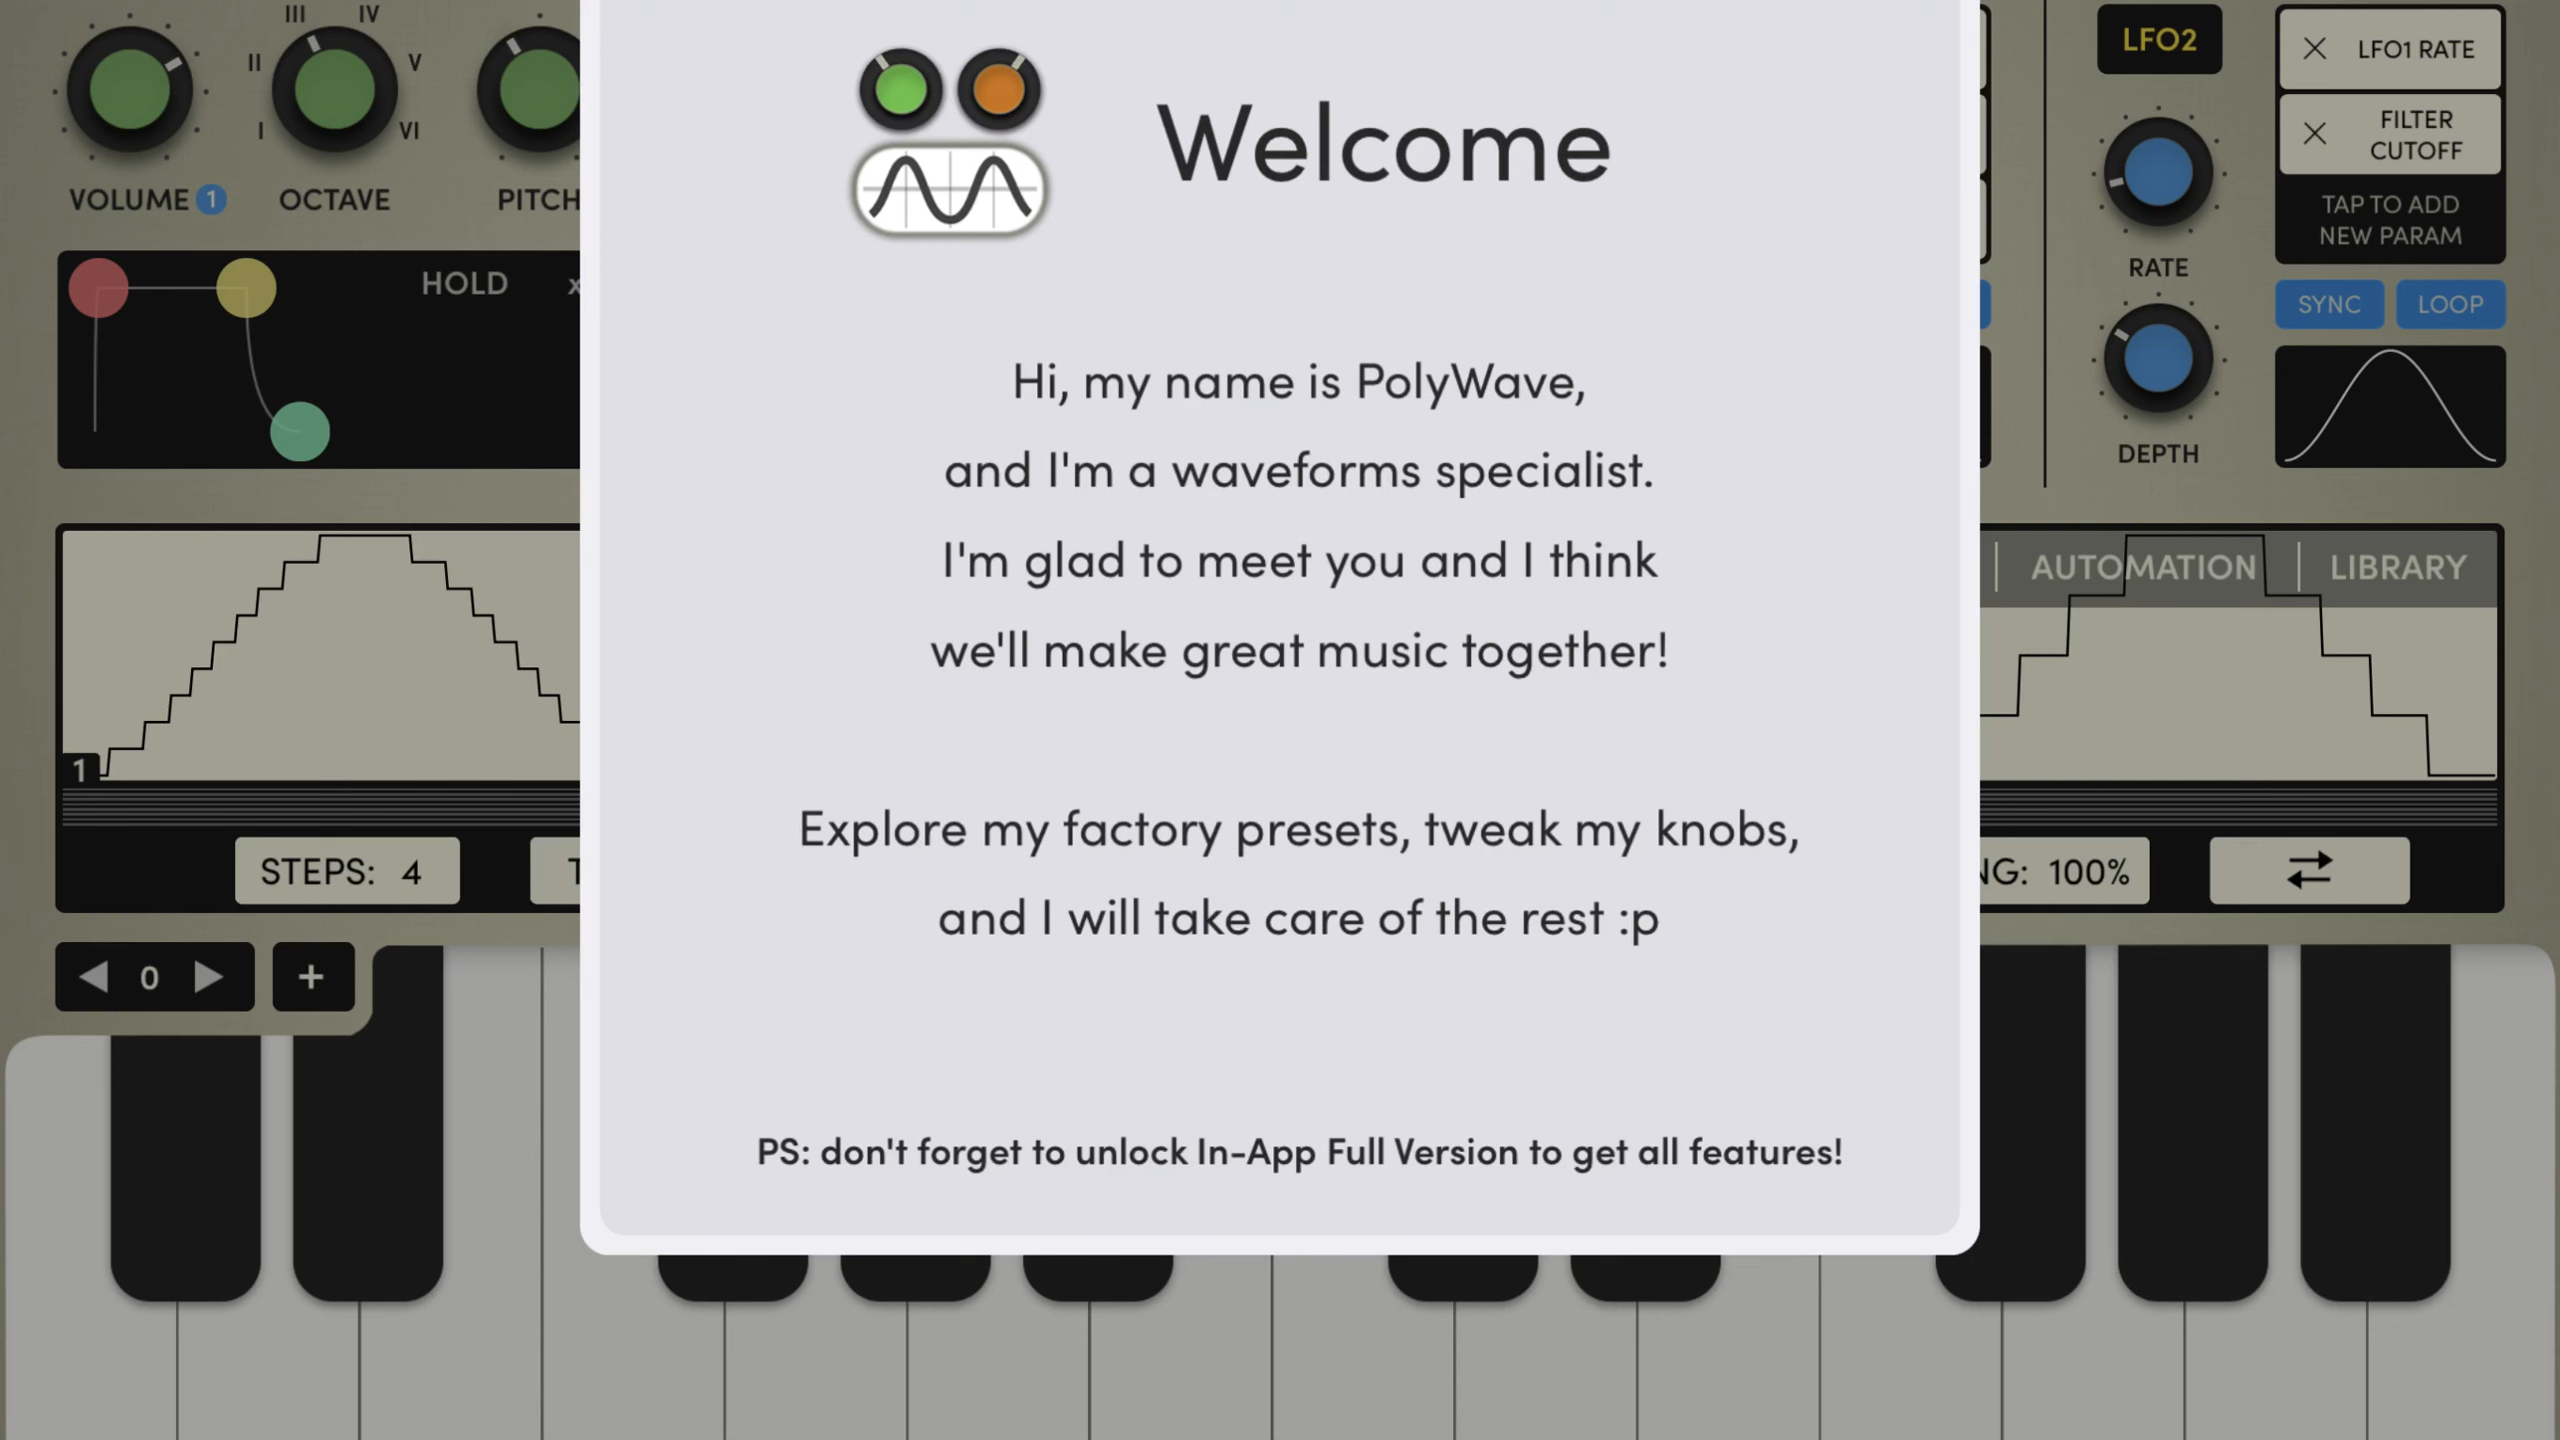 III IV
II V
I VI
VOLUME 1
OCTAVE
PITCH
HOLD x
1
STEPS: 4
T
0
+
Welcome
Hi, my name is PolyWave,
and I'm a waveforms specialist.
I'm glad to meet you and I think
we'll make great music together!
Explore my factory presets, tweak my knobs,
and I will take care of the rest :p
PS: don't forget to unlock In-App Full Version to get all features!
LFO2
RATE
DEPTH
LFO1 RATE
FILTER
CUTOFF
TAP TO ADD
NEW PARAM
SYNC LOOP
AUTOMATION LIBRARY
NG: 100%